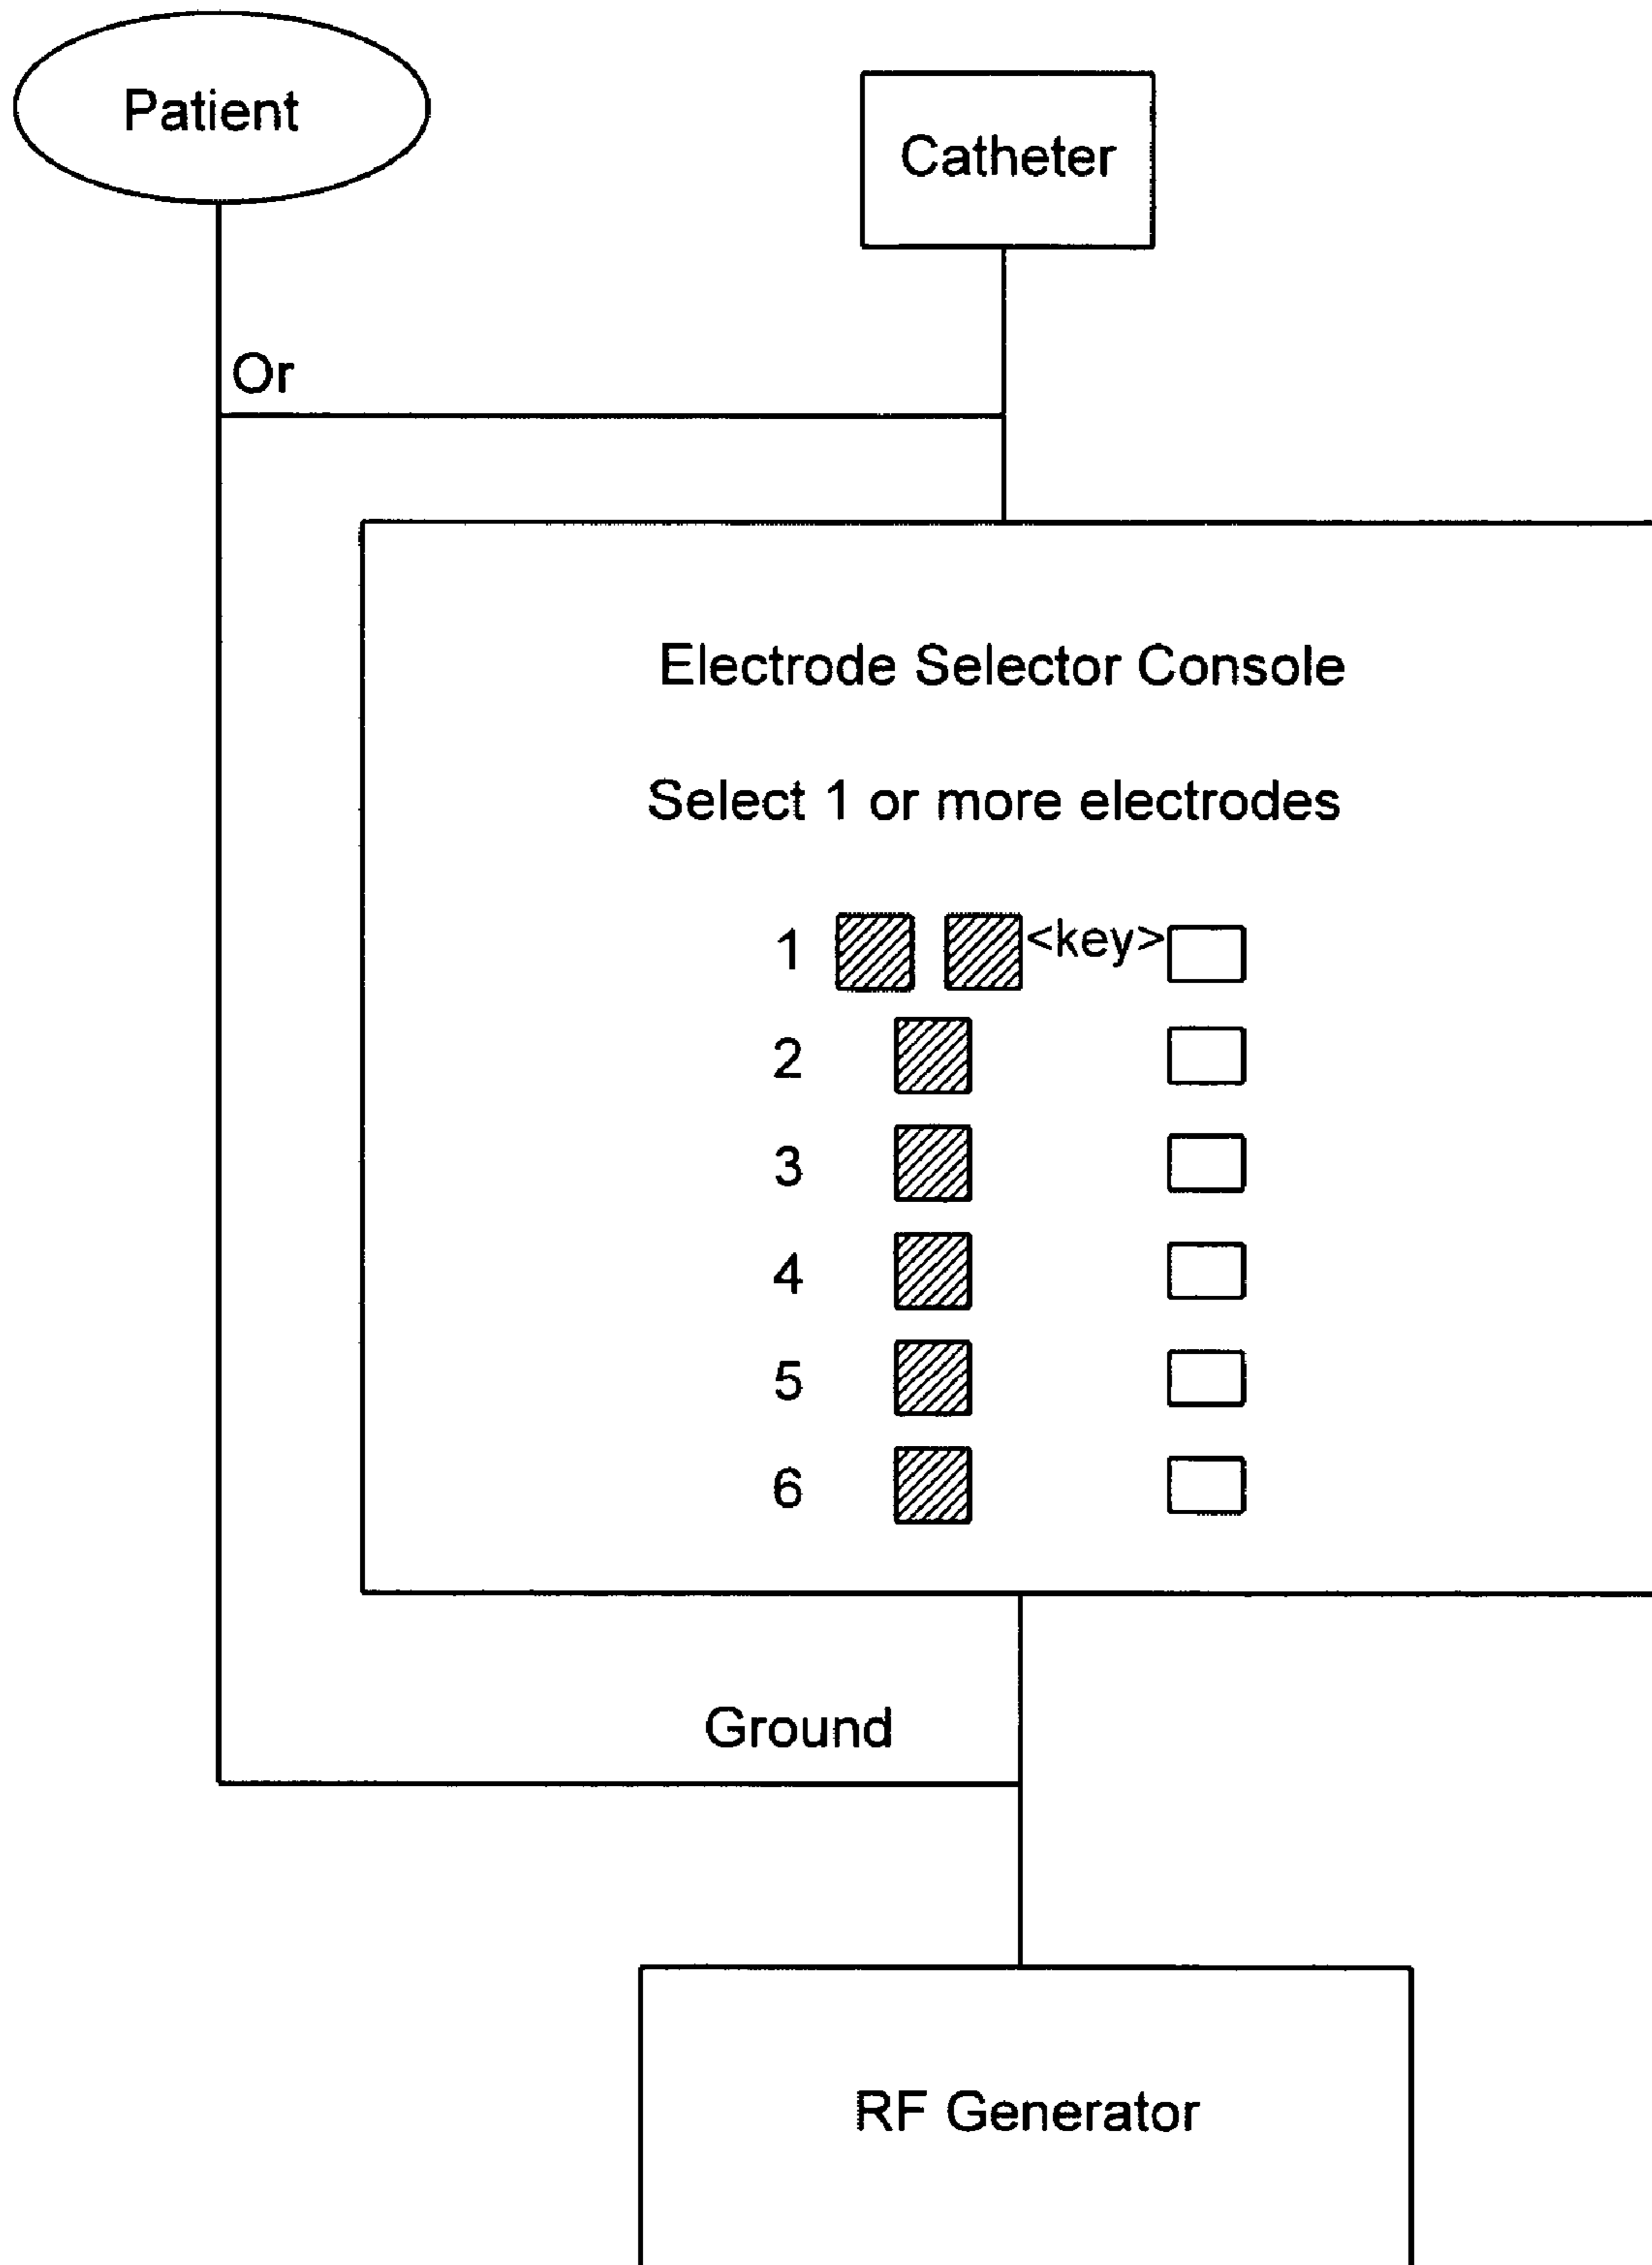 Patient
Catheter
Or
Electrode Selector Console
Select 1 or more electrodes
1 <key>
2
3
4
5
6
Ground
RF Generator